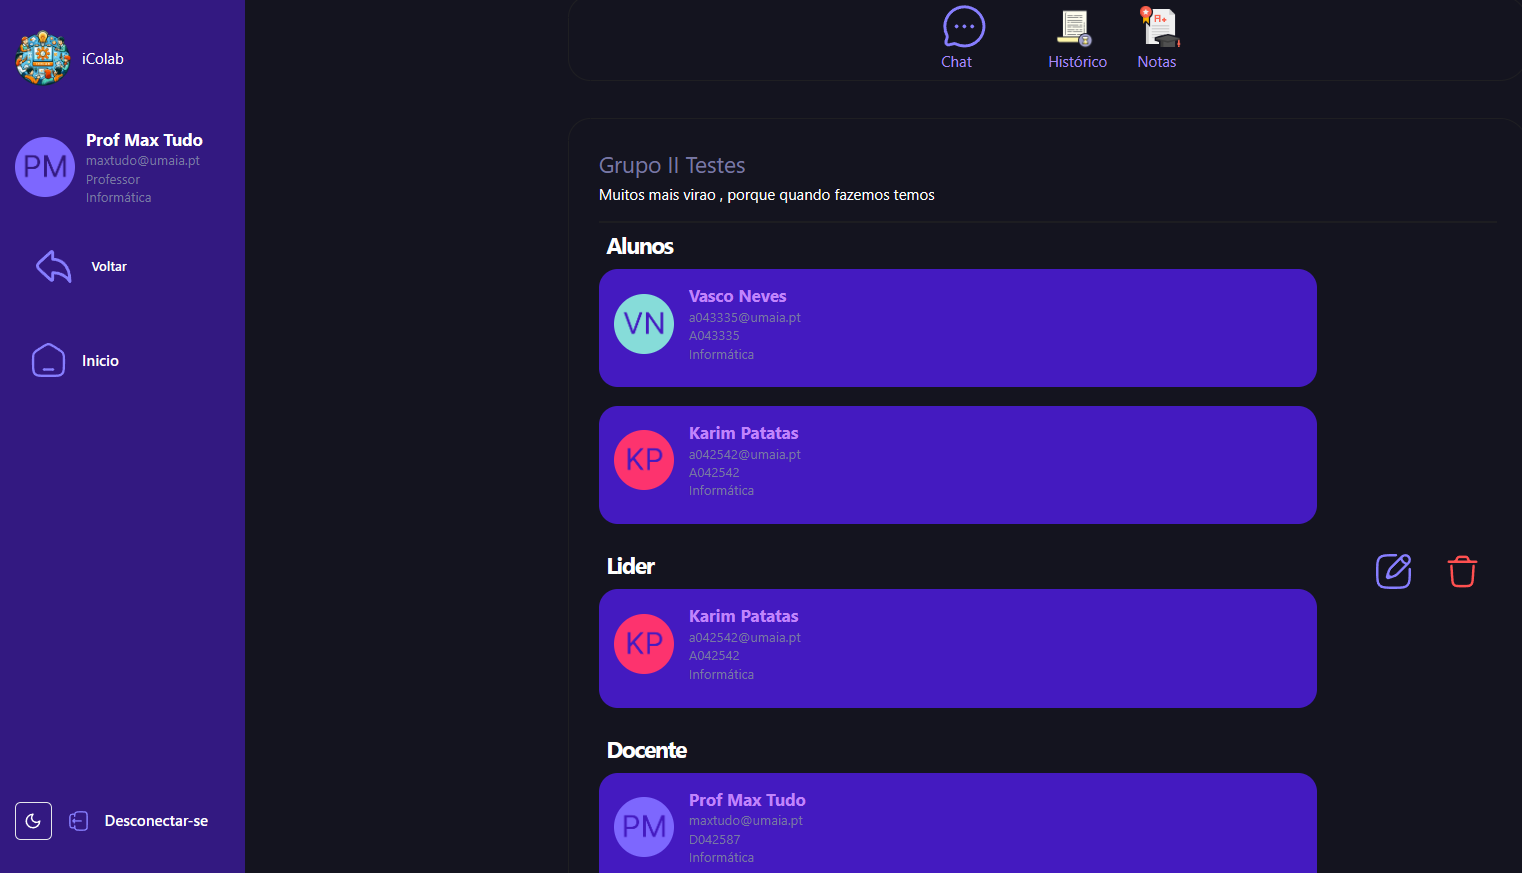 iColab
PM
Prof Max Tudo
maxtudo@umaia.pt
Professor
Informática
Voltar
Inicio
Desconectar-se
Chat
Histórico
A+
Notas
Grupo II Testes
Muitos mais virao , porque quando fazemos temos
Alunos
VN
Vasco Neves
a043335@umaia.pt
A043335
Informática
KP
Karim Patatas
a042542@umaia.pt
A042542
Informática
Lider
KP
Karim Patatas
a042542@umaia.pt
A042542
Informática
Docente
PM
Prof Max Tudo
maxtudo@umaia.pt
D042587
Informática